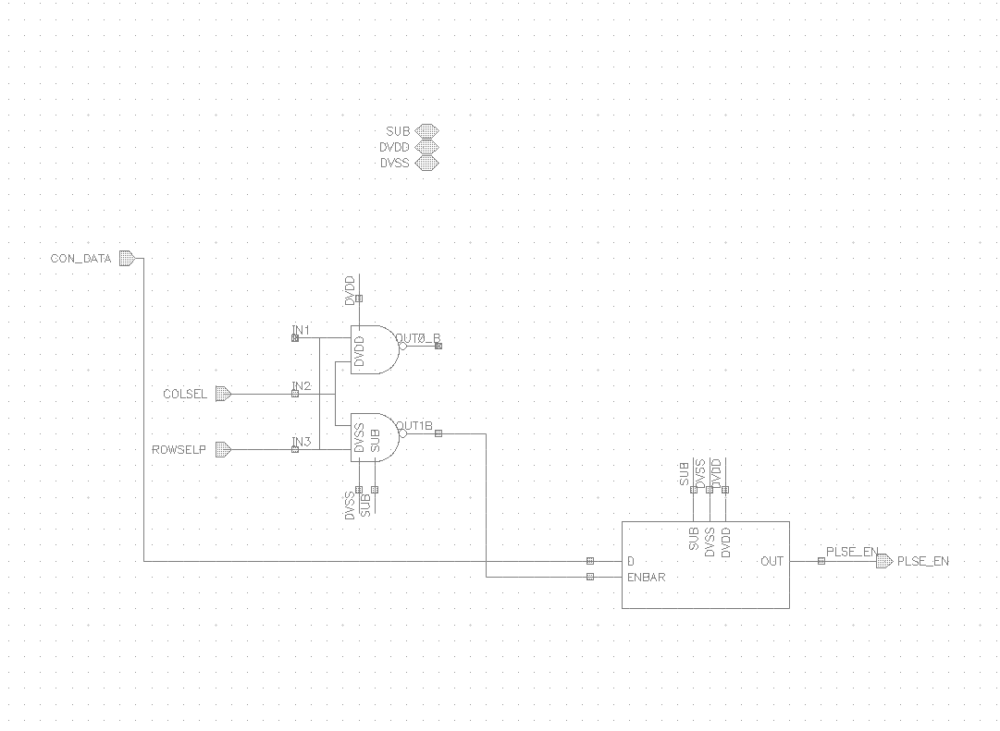 SUB
DVDD
DVSS
CON_DATA
DVDD
IN1
OUT0_B
DVDD
COLSEL
IN2
OUT1B
DVSS
SUB
ROWSELP
IN3
DVSS
SUB
SUB
DVSS
DVDD
SUB
DVSS
DVDD
D
ENBAR
OUT
PLSE_EN
PLSE_EN